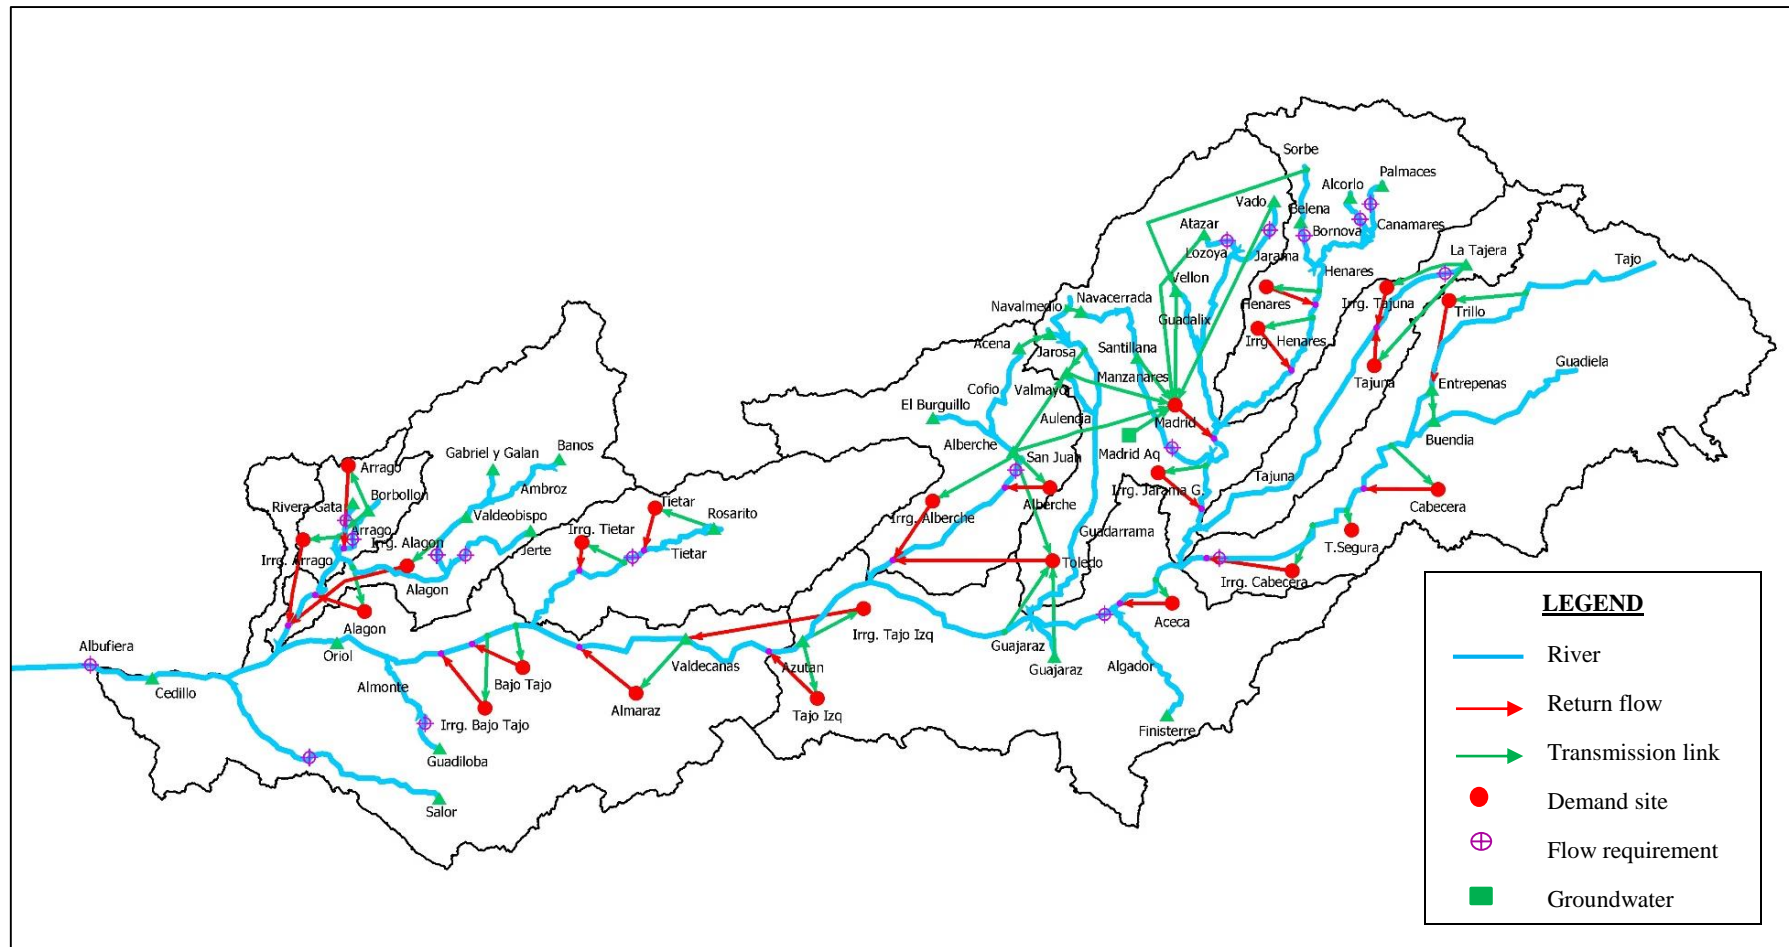 Sorbe
Alcorlo
Palmaces
Vado
Belena
Atazar
Bornova
Canamares
Lozoya
Jarama
La Tajera
Tajo
Vellon
Henares
Navalmedio
Navacerrada
Henares
Irrg. Tajuna
Trillo
Guadalix
Irrg. Henares
Acena
Jarosa
Santillana
Guadiela
Manzanares
Cofio
Valmayor
Tajuna
Entrepenas
El Burguillo
Aulencia
Madrid
Alberche
Buendia
San Juan
Madrid Aq
Gabriel y Galan
Banos
Arrago
Tajuna
Ambroz
Irrg. Jarama G.
Borbollon
Rivera Gata
Tietar
Alberche
Cabecera
Valdeobispo
Rosarito
Irrg. Alberche
Arrago
Irrg. Tietar
Guadarrama
Irrg. Alagon
Jerte
T.Segura
Irrg. Arrago
Tietar
Toledo
Irrg. Cabecera
Alagon
Aceca
Alagon
Irrg. Tajo Izq
Albufiera
Oriol
Guajaraz
Valdecanas
Azutan
Guajaraz
Algador
Bajo Tajo
Cedillo
Almonte
Almaraz
Tajo Izq
Irrg. Bajo Tajo
Finisterre
Guadiloba
Salor
LEGEND
River
Return flow
Transmission link
Demand site
Flow requirement
Groundwater